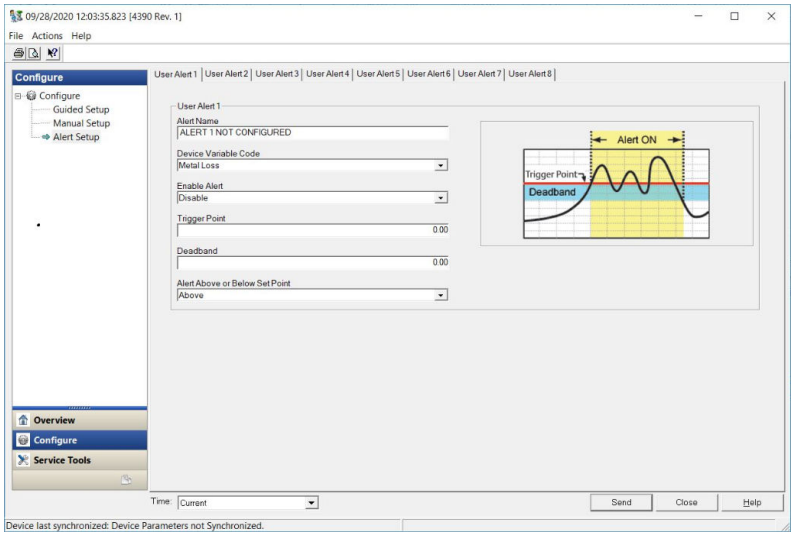 09/28/2020 12:03:35.823 [4390 Rev. 1]
File Actions Help
Configure
Configure
Guided Setup
Manual Setup
Alert Setup
Overview
Configure
Service Tools
User Alert 1 User Alert 2 User Alert 3 User Alert 4 User Alert 5 User Alert 6 User Alert 7 User Alert 8
User Alert 1
Alert Name
ALERT 1 NOT CONFIGURED
Device Variable Code
Metal Loss
Enable Alert
Disable
Trigger Point
0.00
Deadband
0.00
Alert Above or Below Set Point
Above
Alert ON
Trigger Point
Deadband
Time: Current
Send Close Help
Device last synchronized: Device Parameters not Synchronized.